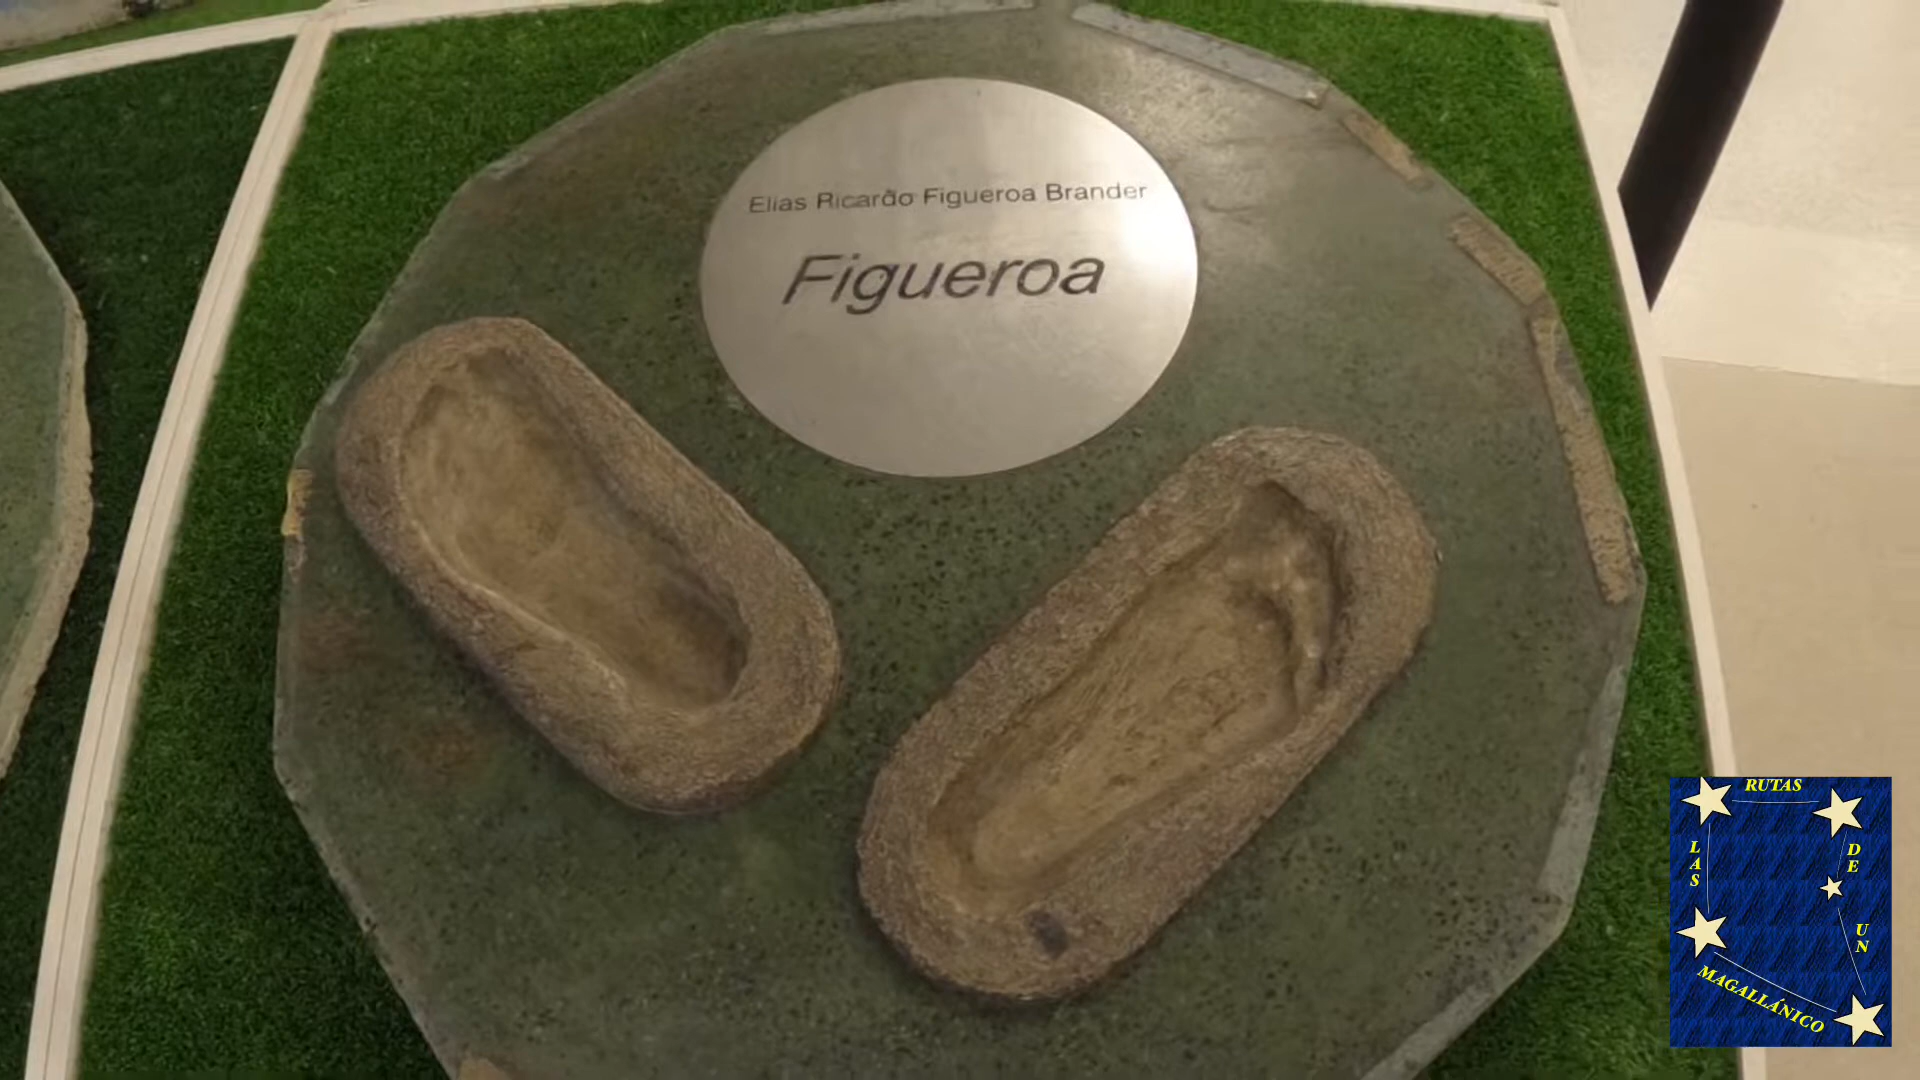 Elias Ricardo Figueroa Brander
Figueroa
RUTAS
LAS
DE
UN
MAGALLÁNICO